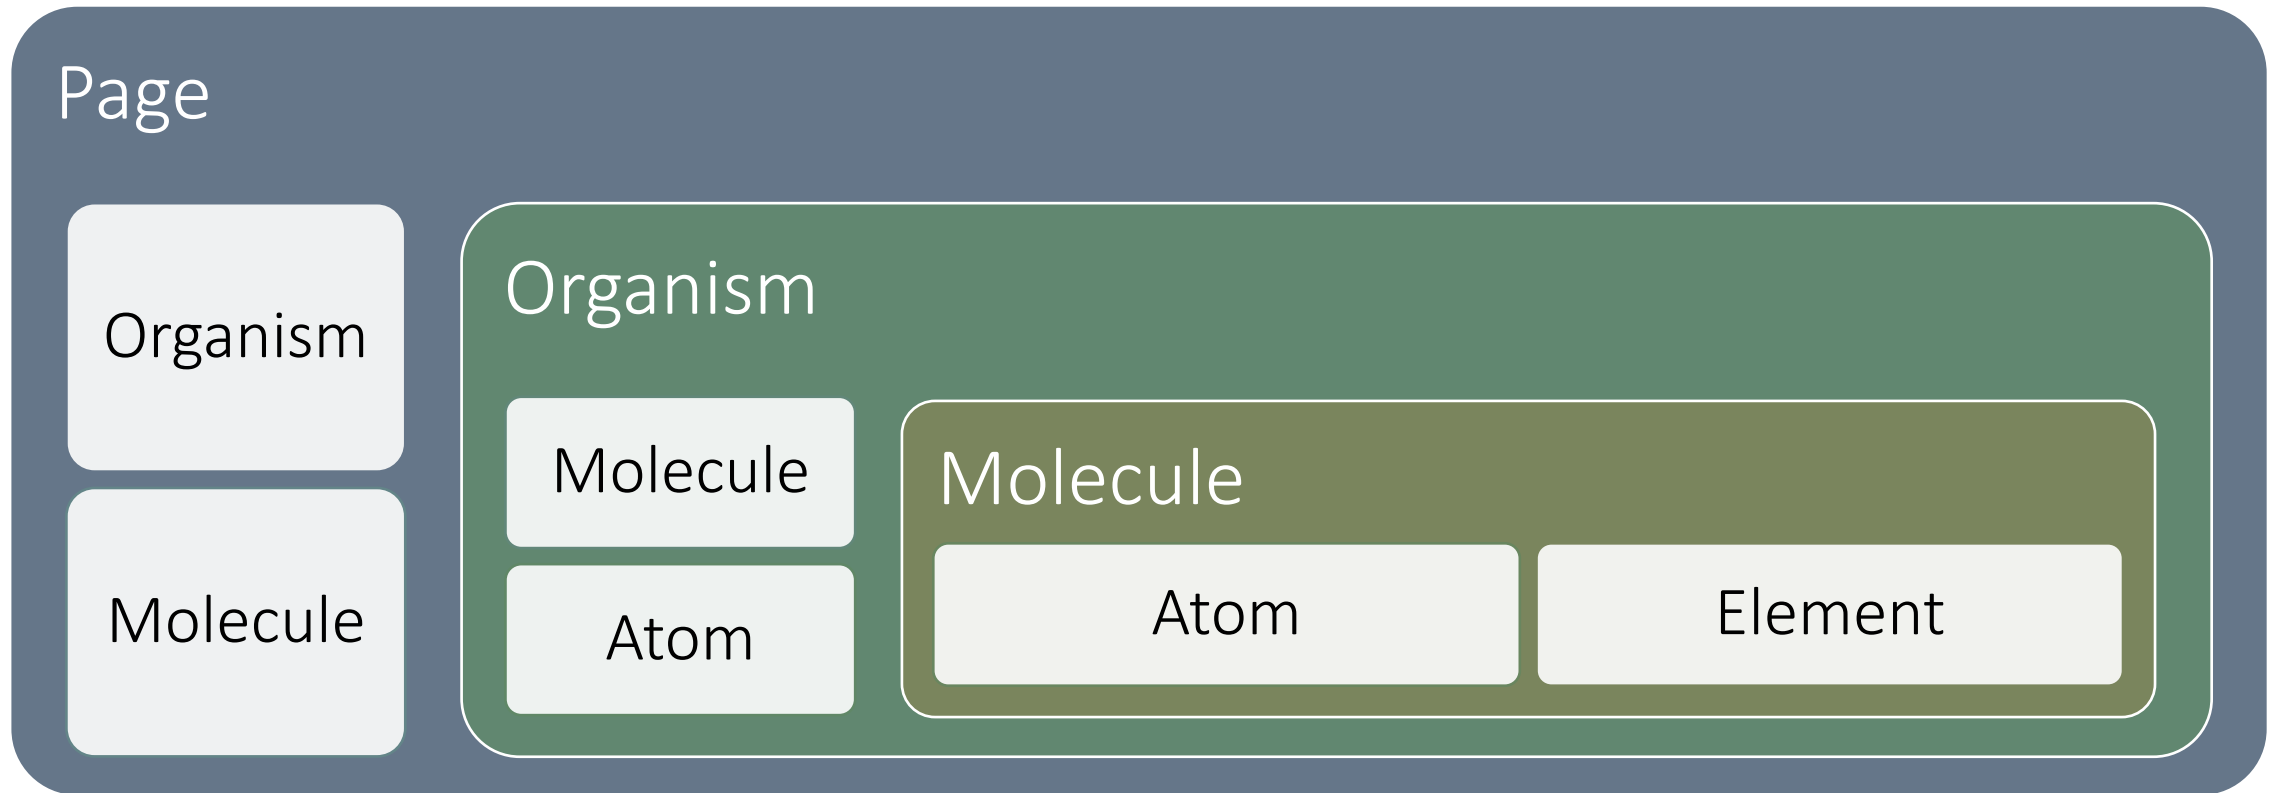 Page
Organism
Molecule
Organism
Molecule
Atom
Molecule
Atom
Element